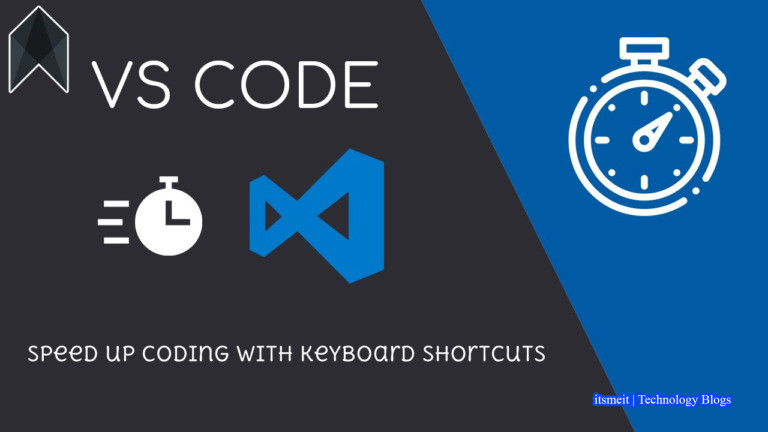 VS CODE
Speed up coding with keyboard shortcuts
itsmeit | Technology Blogs